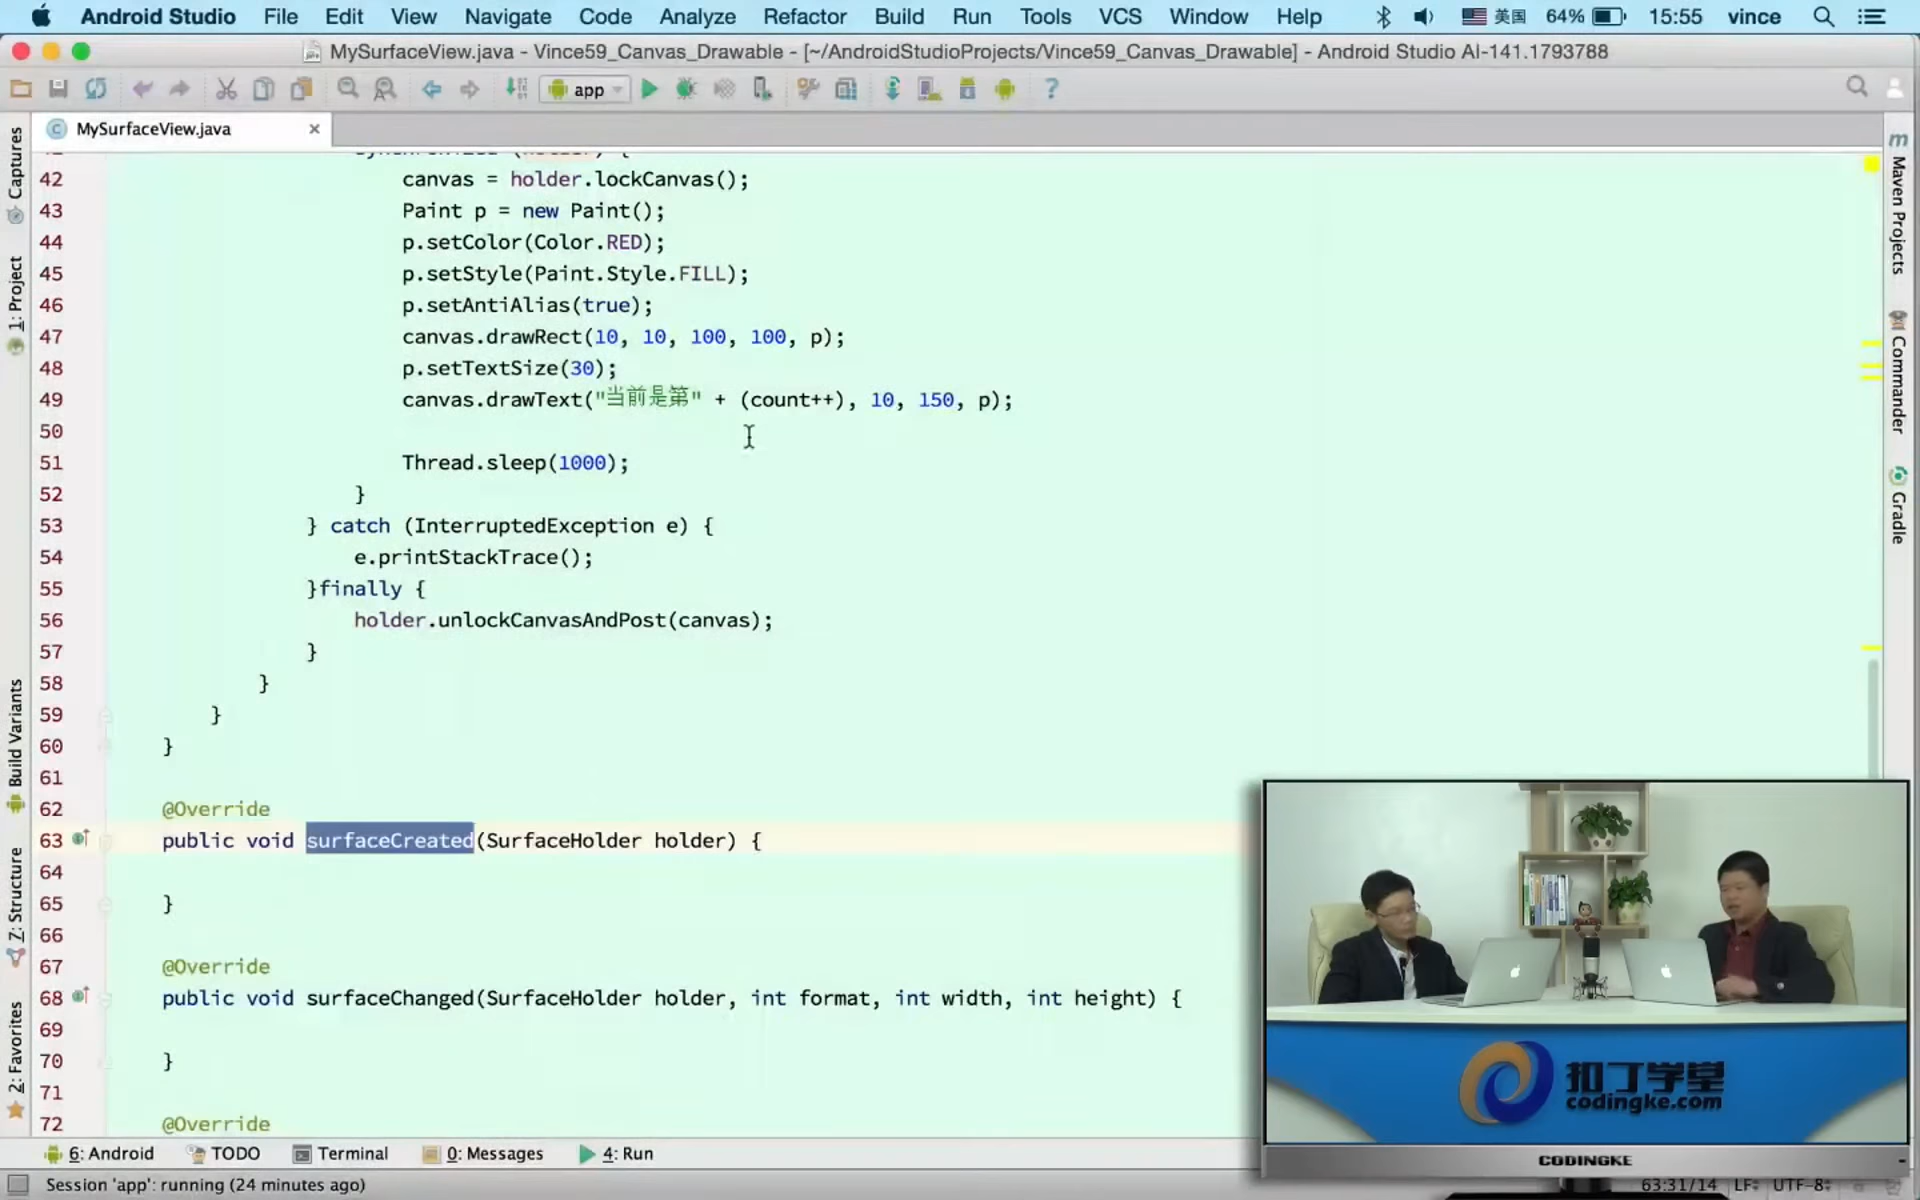 Android Studio File Edit View Navigate Code Analyze Refactor Build Run Tools VCS Window Help 美国 64% 15:55 vince
MySurfaceView.java - Vince59_Canvas_Drawable - [~/AndroidStudioProjects/Vince59_Canvas_Drawable] - Android Studio AI-141.1793788
app
MySurfaceView.java
42 canvas = holder.lockCanvas();
43 Paint p = new Paint();
44 p.setColor(Color.RED);
45 p.setStyle(Paint.Style.FILL);
46 p.setAntiAlias(true);
47 canvas.drawRect(10, 10, 100, 100, p);
48 p.setTextSize(30);
49 canvas.drawText("当前是第" + (count++), 10, 150, p);
50
51 Thread.sleep(1000);
52 }
53 } catch (InterruptedException e) {
54 e.printStackTrace();
55 }finally {
56 holder.unlockCanvasAndPost(canvas);
57 }
58 }
59 }
60 }
61
62 @Override
63 public void surfaceCreated(SurfaceHolder holder) {
64
65 }
66
67 @Override
68 public void surfaceChanged(SurfaceHolder holder, int format, int width, int height) {
69
70 }
71
72 @Override
Captures
1: Project
Build Variants
Z: Structure
2: Favorites
m
Maven Projects
Commander
Gradle
扣丁学堂
codingke.com
CODINGKE
6: Android TODO Terminal 0: Messages 4: Run
Session 'app': running (24 minutes ago) 63:31/14 LF UTF-8